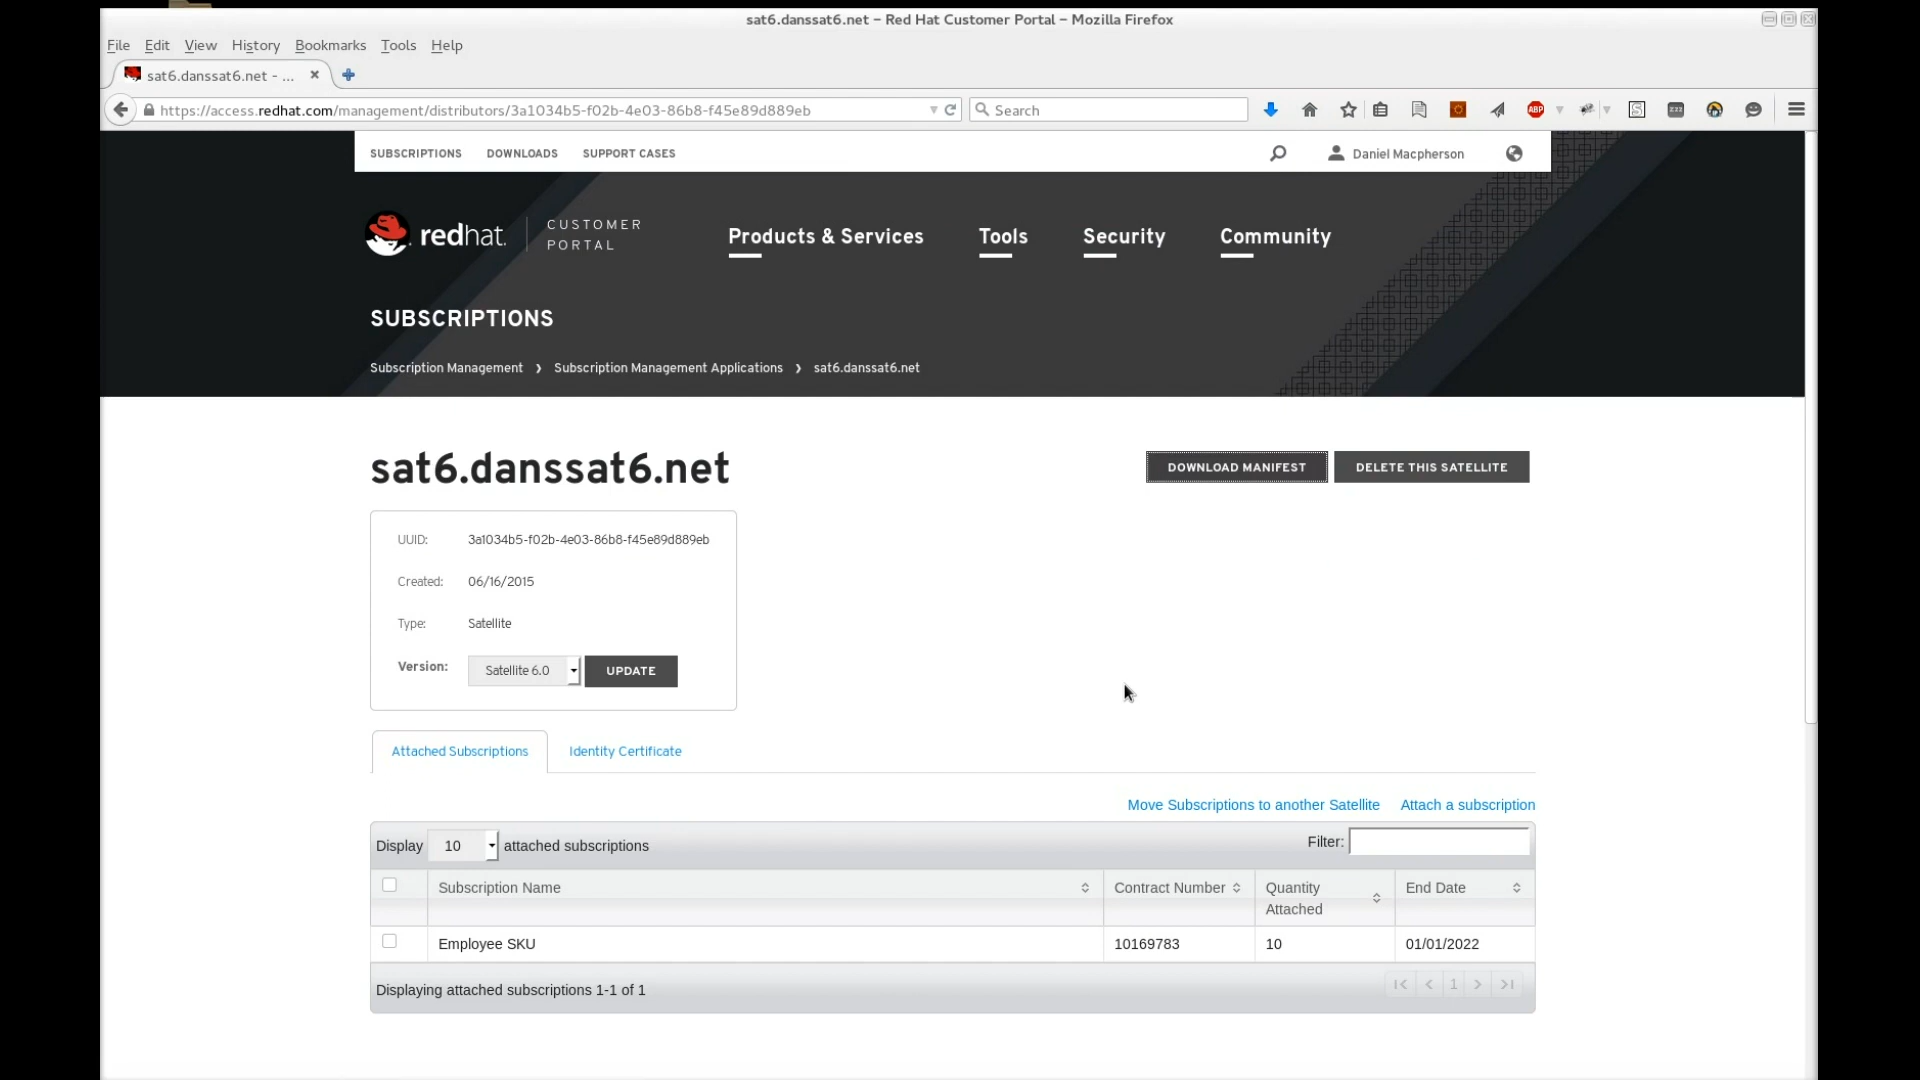 sat6.danssat6.net – Red Hat Customer Portal – Mozilla Firefox
File Edit View History Bookmarks Tools Help
sat6.danssat6.net - ...
https://access.redhat.com/management/distributors/3a1034b5-f02b-4e03-86b8-f45e89d889eb
Search
ABP
SUBSCRIPTIONS DOWNLOADS SUPPORT CASES Daniel Macpherson
redhat. CUSTOMER PORTAL
Products & Services Tools Security Community
SUBSCRIPTIONS
Subscription Management › Subscription Management Applications › sat6.danssat6.net
sat6.danssat6.net
DOWNLOAD MANIFEST DELETE THIS SATELLITE
UUID: 3a1034b5-f02b-4e03-86b8-f45e89d889eb
Created: 06/16/2015
Type: Satellite
Version: Satellite 6.0 UPDATE
Attached Subscriptions Identity Certificate
Move Subscriptions to another Satellite Attach a subscription
Display 10 attached subscriptions Filter:
Subscription Name Contract Number Quantity Attached End Date
Employee SKU 10169783 10 01/01/2022
Displaying attached subscriptions 1-1 of 1 1